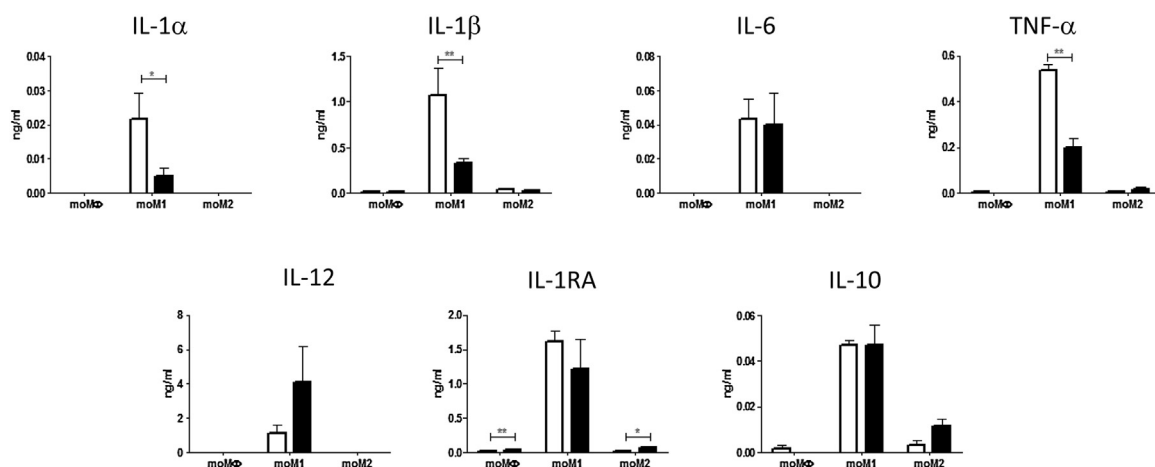 IL-1α
IL-1β
IL-6
TNF-α
0.04
0.03
0.02
0.01
0.00
ng/ml
*
moMΦ moM1 moM2
1.5
1.0
0.5
0.0
ng/ml
**
moMΦ moM1 moM2
0.08
0.06
0.04
0.02
0.00
ng/ml
moMΦ moM1 moM2
0.6
0.4
0.2
0.0
ng/ml
**
moMΦ moM1 moM2
IL-12
IL-1RA
IL-10
8
6
4
2
0
ng/ml
moMΦ moM1 moM2
2.0
1.5
1.0
0.5
0.0
ng/ml
**
*
moMΦ moM1 moM2
0.06
0.04
0.02
0.00
ng/ml
moMΦ moM1 moM2